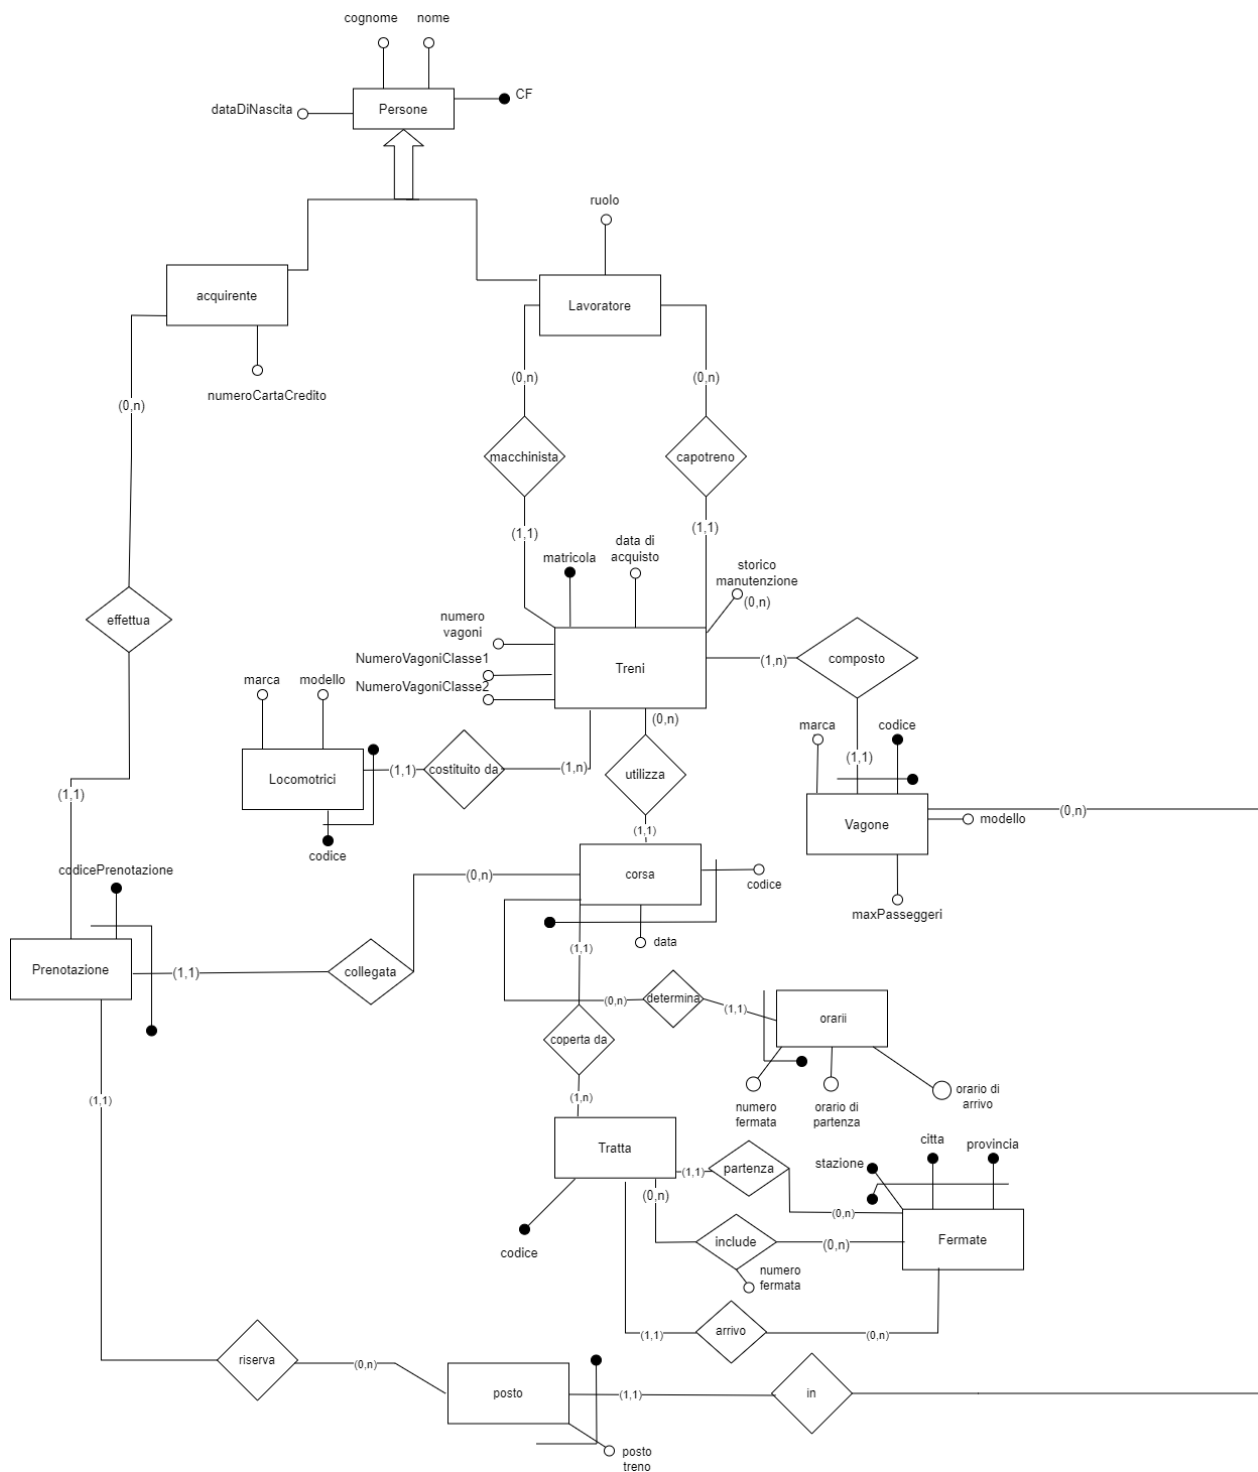 cognome
nome
dataDiNascita
Persone
CF
ruolo
acquirente
Lavoratore
numeroCartaCredito
(0,n)
(0,n)
(0,n)
macchinista
capotreno
(1,1)
(1,1)
matricola
data di
acquisto
storico
manutenzione
(0,n)
effettua
numero
vagoni
NumeroVagoniClasse1
NumeroVagoniClasse2
Treni
(1,n)
composto
marca
modello
(0,n)
marca
codice
Locomotrici
(1,1)
costituito da
(1,n)
utilizza
(1,1)
(1,1)
(0,n)
Vagone
modello
(1,1)
codice
codicePrenotazione
(0,n)
corsa
codice
maxPasseggeri
data
(1,1)
Prenotazione
(1,1)
collegata
(0,n)
determina
(1,1)
orarii
coperta da
numero
fermata
orario di
partenza
orario di
arrivo
(1,1)
(1,n)
Tratta
(1,1)
partenza
stazione
citta
provincia
(0,n)
(0,n)
codice
include
(0,n)
Fermate
numero
fermata
(1,1)
arrivo
(0,n)
riserva
(0,n)
posto
(1,1)
in
posto
treno